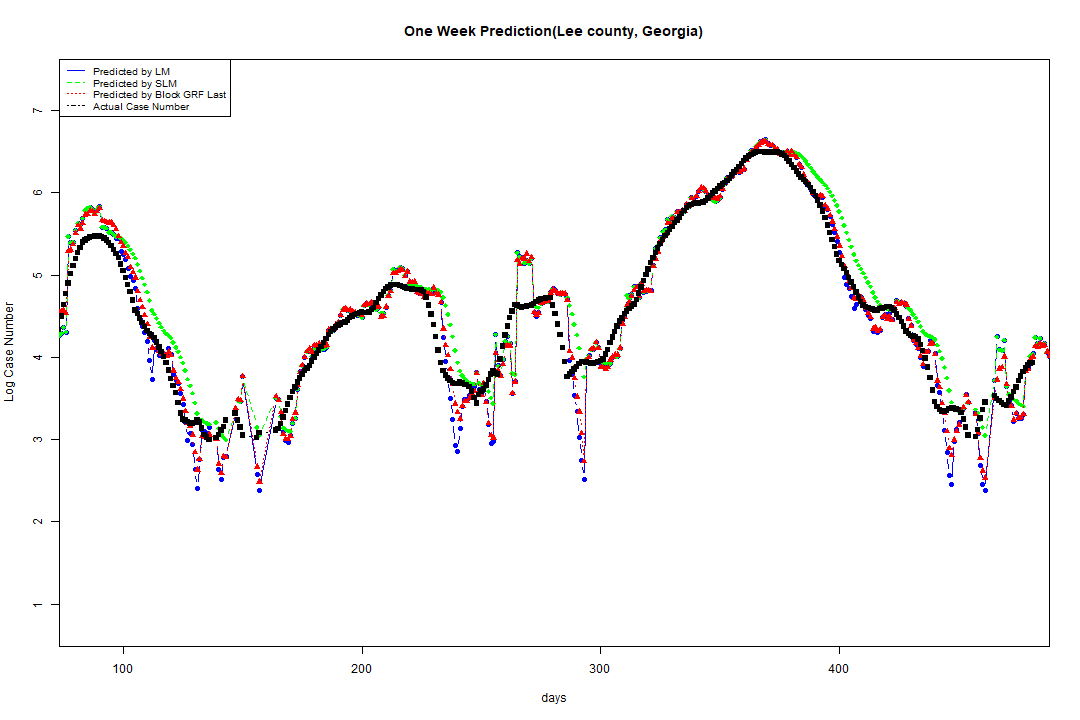 One Week Prediction(Lee county, Georgia)
Predicted by LM
Predicted by SLM
Predicted by Block GRF Last
Actual Case Number
Log Case Number
7
6
5
4
3
2
1
100 200 300 400
days